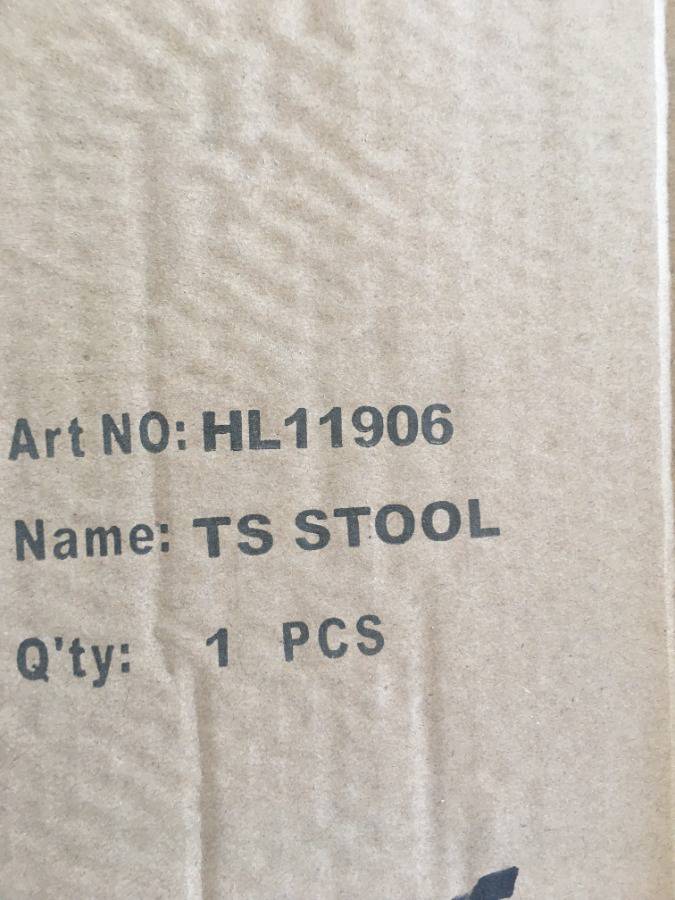 Art NO: HL11906
Name: TS STOOL
Q'ty: 1 PCS